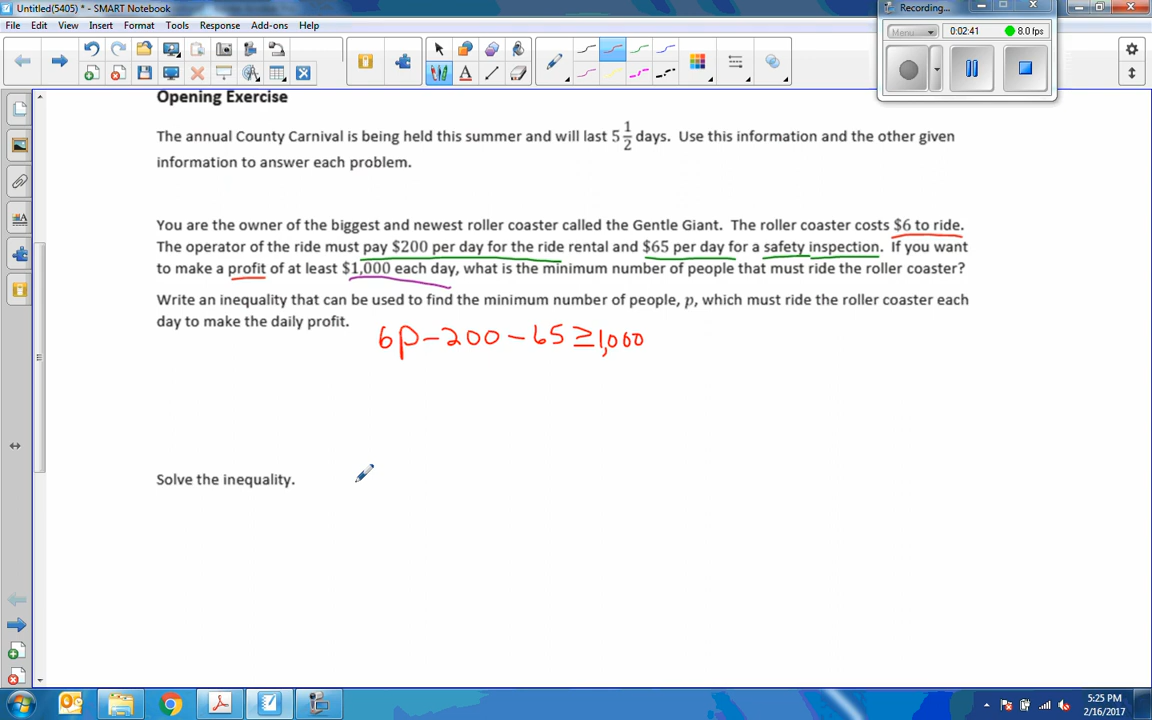 Untitled(5405) * - SMART Notebook
Recording...
File Edit View Insert Format Tools Response Add-ons Help
Menu
0:02:41
8.0 fps
Opening Exercise
The annual County Carnival is being held this summer and will last 5 1/2 days. Use this information and the other given
information to answer each problem.
You are the owner of the biggest and newest roller coaster called the Gentle Giant. The roller coaster costs $6 to ride.
The operator of the ride must pay $200 per day for the ride rental and $65 per day for a safety inspection. If you want
to make a profit of at least $1,000 each day, what is the minimum number of people that must ride the roller coaster?
Write an inequality that can be used to find the minimum number of people, p, which must ride the roller coaster each
day to make the daily profit.
6p-200-65≥1,000
Solve the inequality.
5:25 PM
2/16/2017